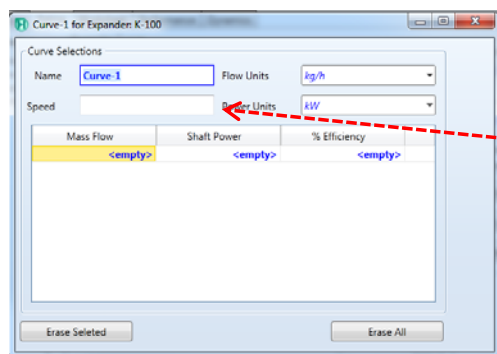 Curve-1 for Expander: K-100
Curve Selections
Name Curve-1 Flow Units kg/h
Speed Power Units kW
Mass Flow Shaft Power % Efficiency
<empty> <empty> <empty>
Erase Seleted Erase All